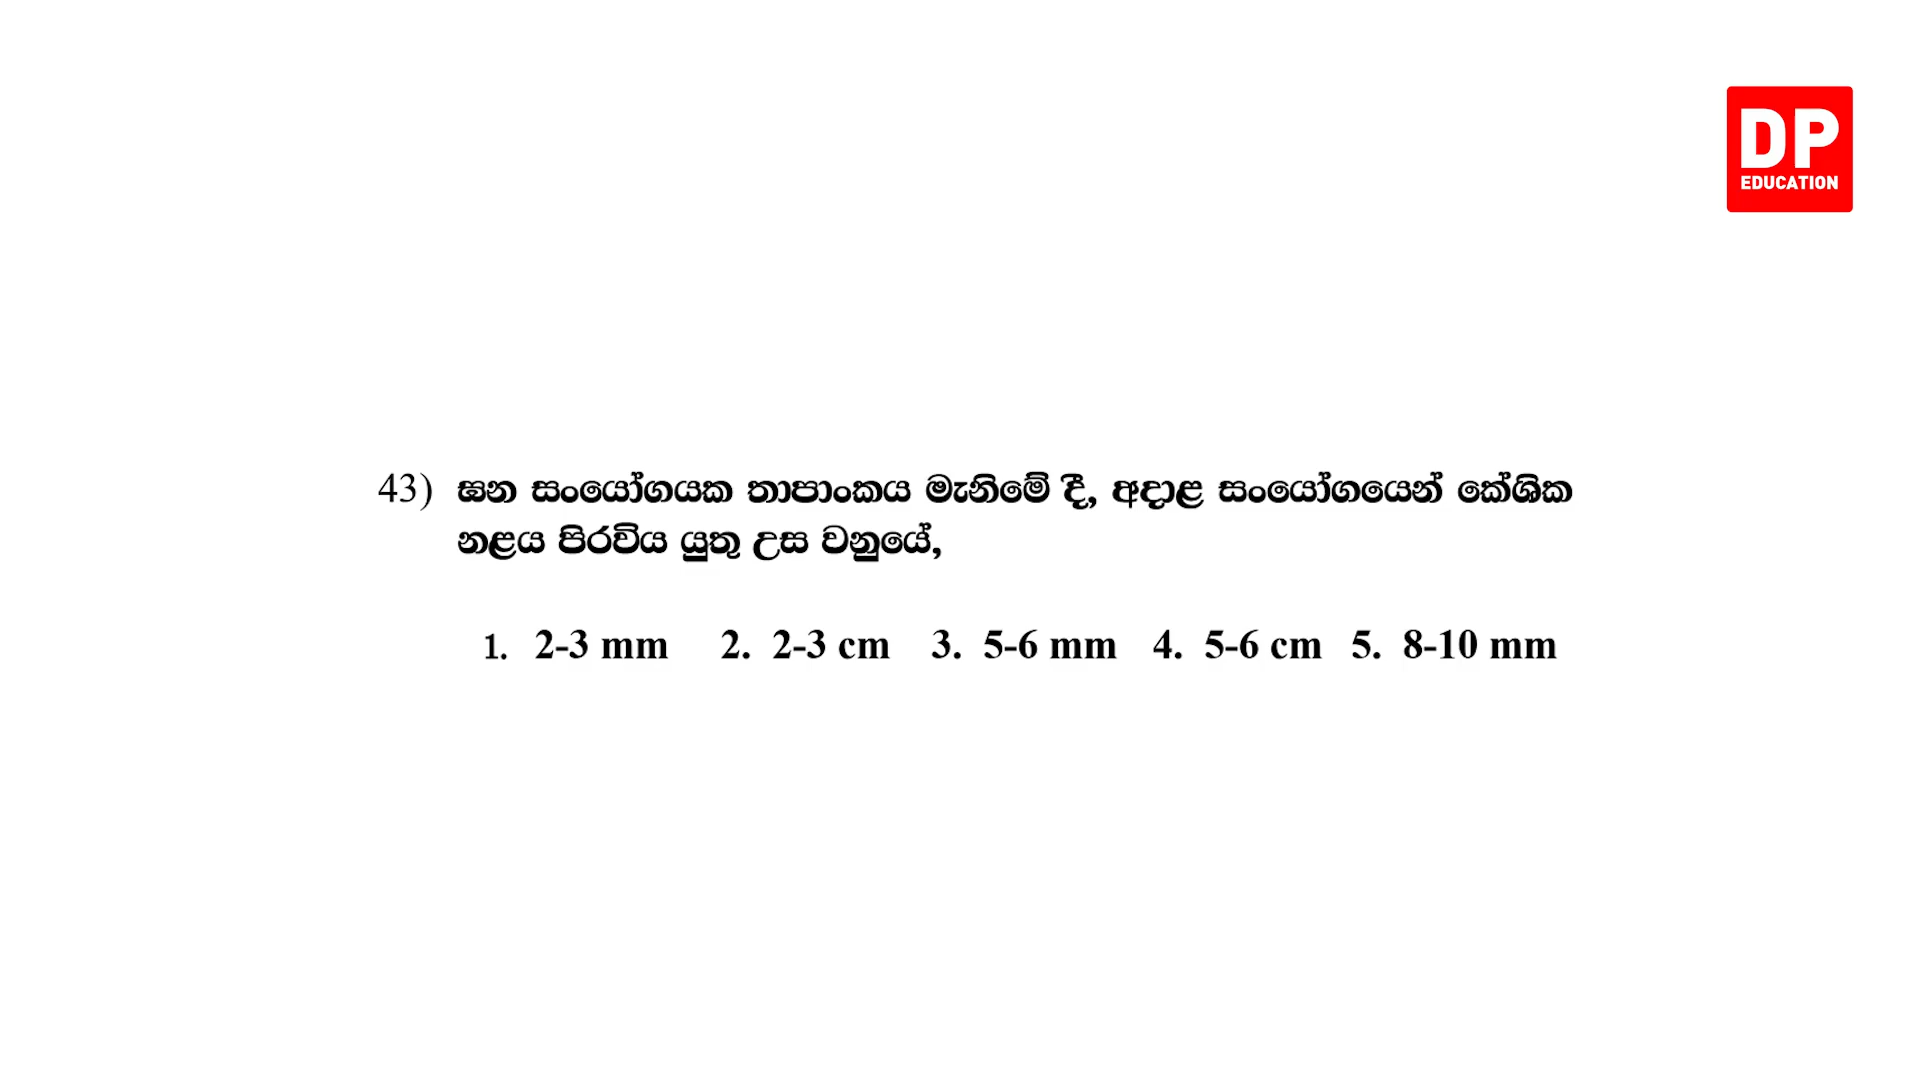 DP
EDUCATION
43) ඝන සංයෝගයක තාපාංකය මැනිමේ දී, අදාළ සංයෝගයෙන් කේශික
නළය පිරවිය යුතු උස වනුයේ,
1. 2-3 mm 2. 2-3 cm 3. 5-6 mm 4. 5-6 cm 5. 8-10 mm